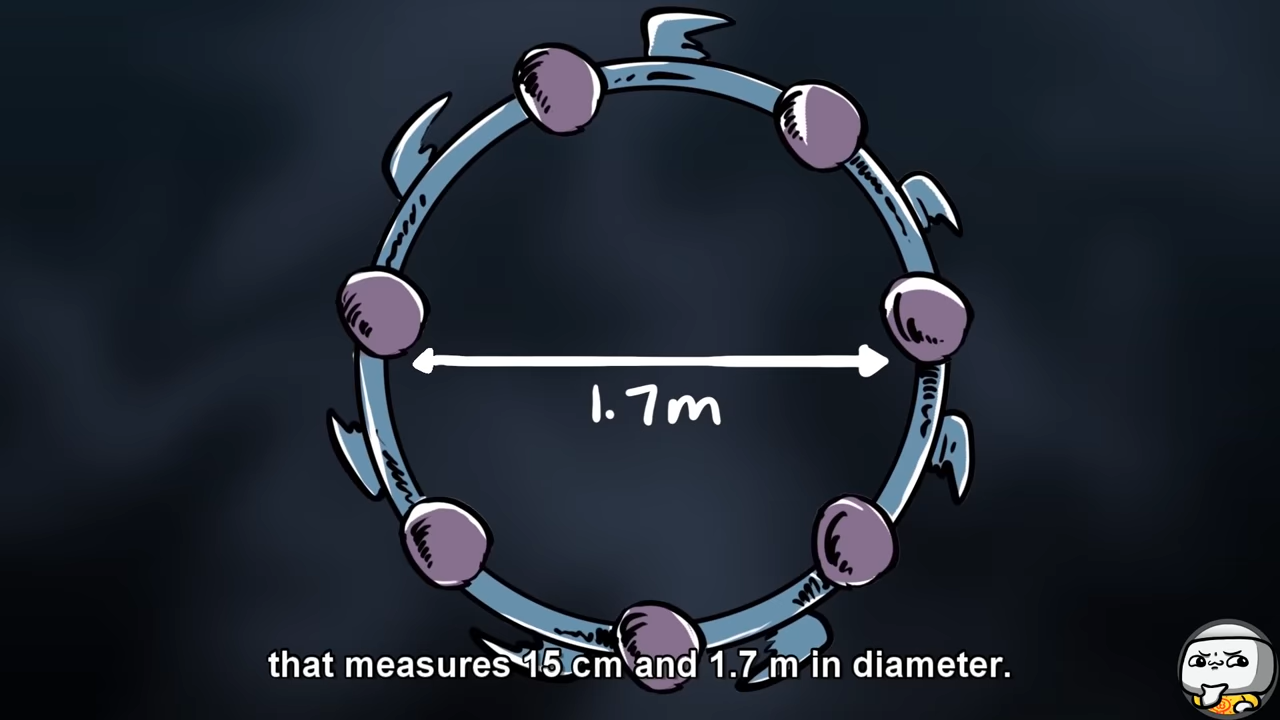 1.7m
that measures 15 cm and 1.7 m in diameter.